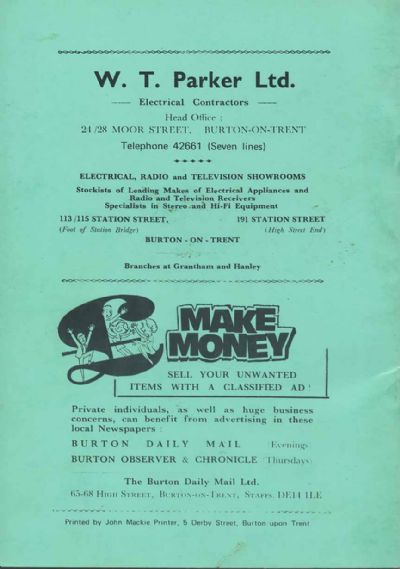 W. T. Parker Ltd.
Electrical Contractors
Head Office :
24/28 MOOR STREET, BURTON-ON-TRENT
Telephone 42661 (Seven lines)
ELECTRICAL, RADIO and TELEVISION SHOWROOMS
Stockists of Leading Makes of Electrical Appliances and
Radio and Television Receivers
Specialists in Stereo and Hi-Fi Equipment
113/115 STATION STREET, 191 STATION STREET
(Foot of Station Bridge) (High Street End)
BURTON - ON - TRENT
Branches at Grantham and Hanley
£ MAKE
MONEY
SELL YOUR UNWANTED
ITEMS WITH A CLASSIFIED AD !
Private individuals, as well as huge business
concerns, can benefit from advertising in these
local Newspapers :
BURTON DAILY MAIL (Evenings)
BURTON OBSERVER & CHRONICLE (Thursdays)
The Burton Daily Mail Ltd.
65-68 HIGH STREET, BURTON-ON-TRENT, STAFFS. DE14 1LE
Printed by John Mackie Printer, 5 Derby Street, Burton upon Trent